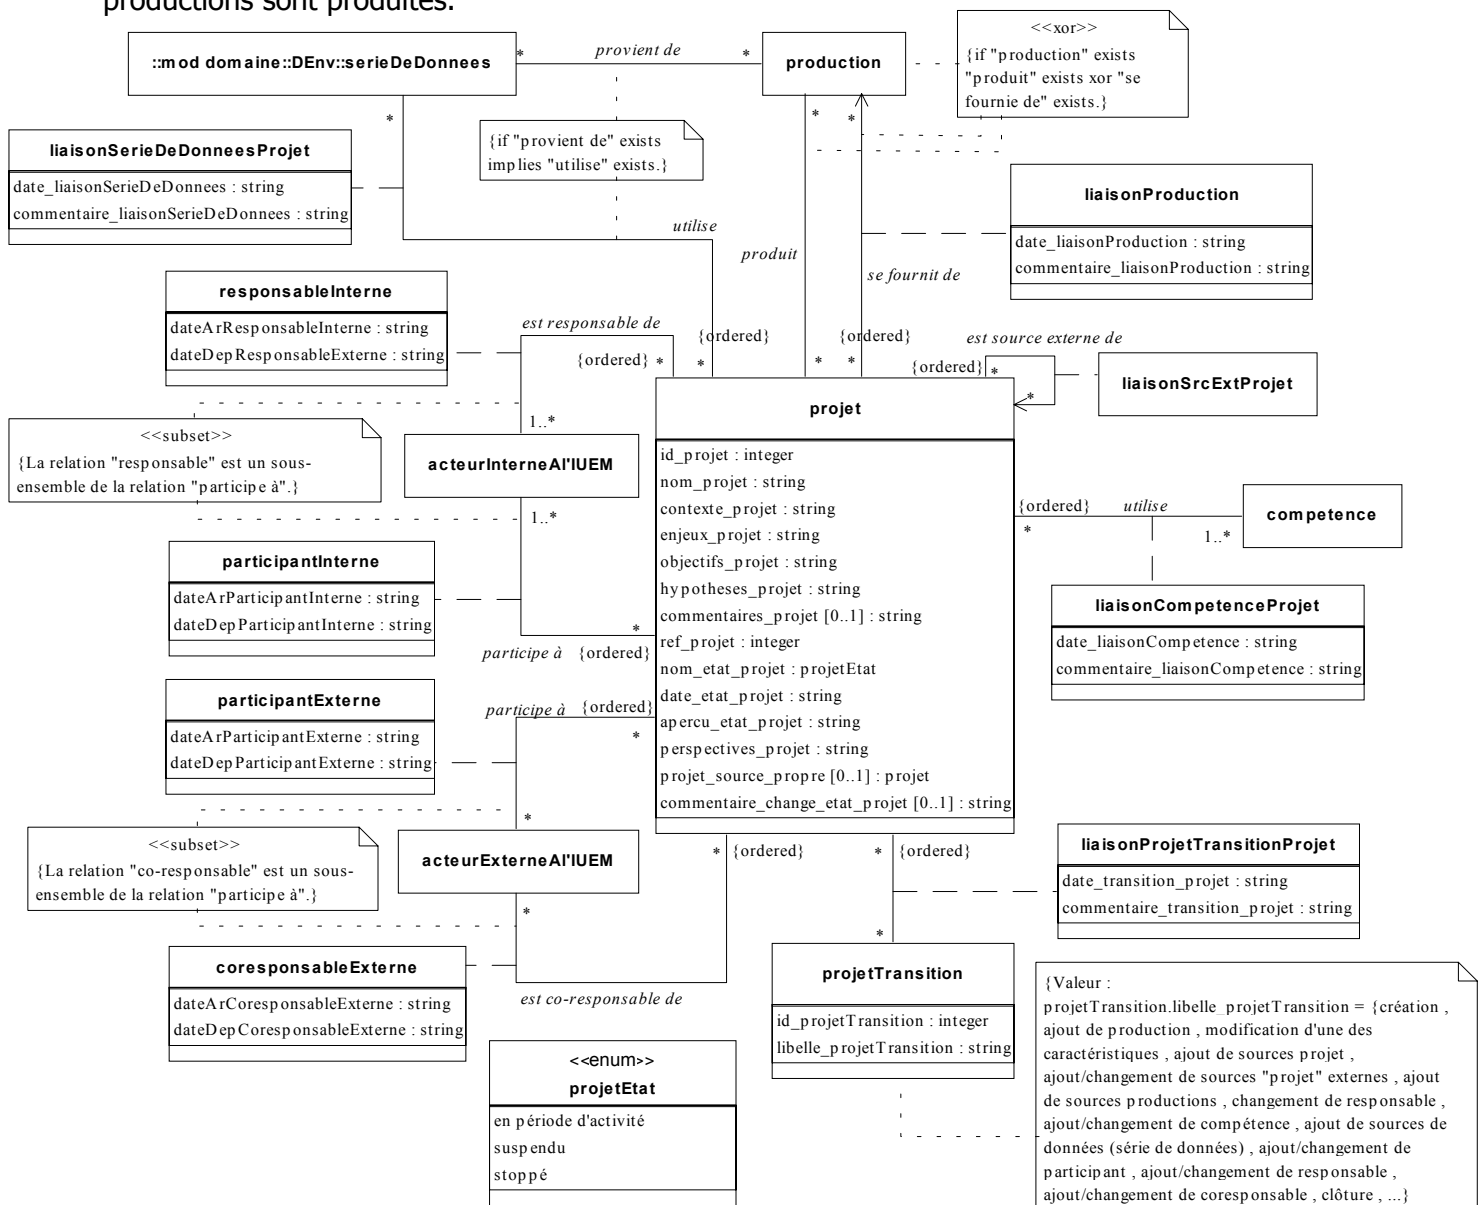 productions sont produites.
::mod domaine::DEnv::serieDeDonnees
*
provient de
*
production
<<xor>>
{if "production" exists
"produit" exists xor "se
fournie de" exists.}
*
*
*
{if "provient de" exists
implies "utilise" exists.}
liaisonSerieDeDonneesProjet
date_liaisonSerieDeDonnees : string
commentaire_liaisonSerieDeDonnees : string
liaisonProduction
date_liaisonProduction : string
commentaire_liaisonProduction : string
utilise
produit
se fournit de
responsableInterne
dateArResponsableInterne : string
dateDepResponsableExterne : string
est responsable de
{ordered} *
{ordered}
*
*
{ordered}
*
est source externe de
{ordered} *
*
liaisonSrcExtProjet
<<subset>>
{La relation "responsable" est un sous-
ensemble de la relation "participe à".}
1..*
acteurInterneAl'IUEM
1..*
projet
id_projet : integer
nom_projet : string
contexte_projet : string
enjeux_projet : string
objectifs_projet : string
hypotheses_projet : string
commentaires_projet [0..1] : string
ref_projet : integer
nom_etat_projet : projetEtat
date_etat_projet : string
apercu_etat_projet : string
perspectives_projet : string
projet_source_propre [0..1] : projet
commentaire_change_etat_projet [0..1] : string
{ordered}
*
utilise
1..*
competence
liaisonCompetenceProjet
date_liaisonCompetence : string
commentaire_liaisonCompetence : string
participantInterne
dateArParticipantInterne : string
dateDepParticipantInterne : string
*
participe à {ordered}
participantExterne
dateArParticipantExterne : string
dateDepParticipantExterne : string
participe à {ordered}
*
*
<<subset>>
{La relation "co-responsable" est un sous-
ensemble de la relation "participe à".}
acteurExterneAl'IUEM
*
* {ordered}
* {ordered}
liaisonProjetTransitionProjet
date_transition_projet : string
commentaire_transition_projet : string
*
coresponsableExterne
dateArCoresponsableExterne : string
dateDepCoresponsableExterne : string
est co-responsable de
projetTransition
id_projetTransition : integer
libelle_projetTransition : string
<<enum>>
projetEtat
en période d'activité
suspendu
stoppé
{Valeur :
projetTransition.libelle_projetTransition = {création ,
ajout de production , modification d'une des
caractéristiques , ajout de sources projet ,
ajout/changement de sources "projet" externes , ajout
de sources productions , changement de responsable ,
ajout/changement de compétence , ajout de sources de
données (série de données) , ajout/changement de
participant , ajout/changement de responsable ,
ajout/changement de coresponsable , clôture , ...}